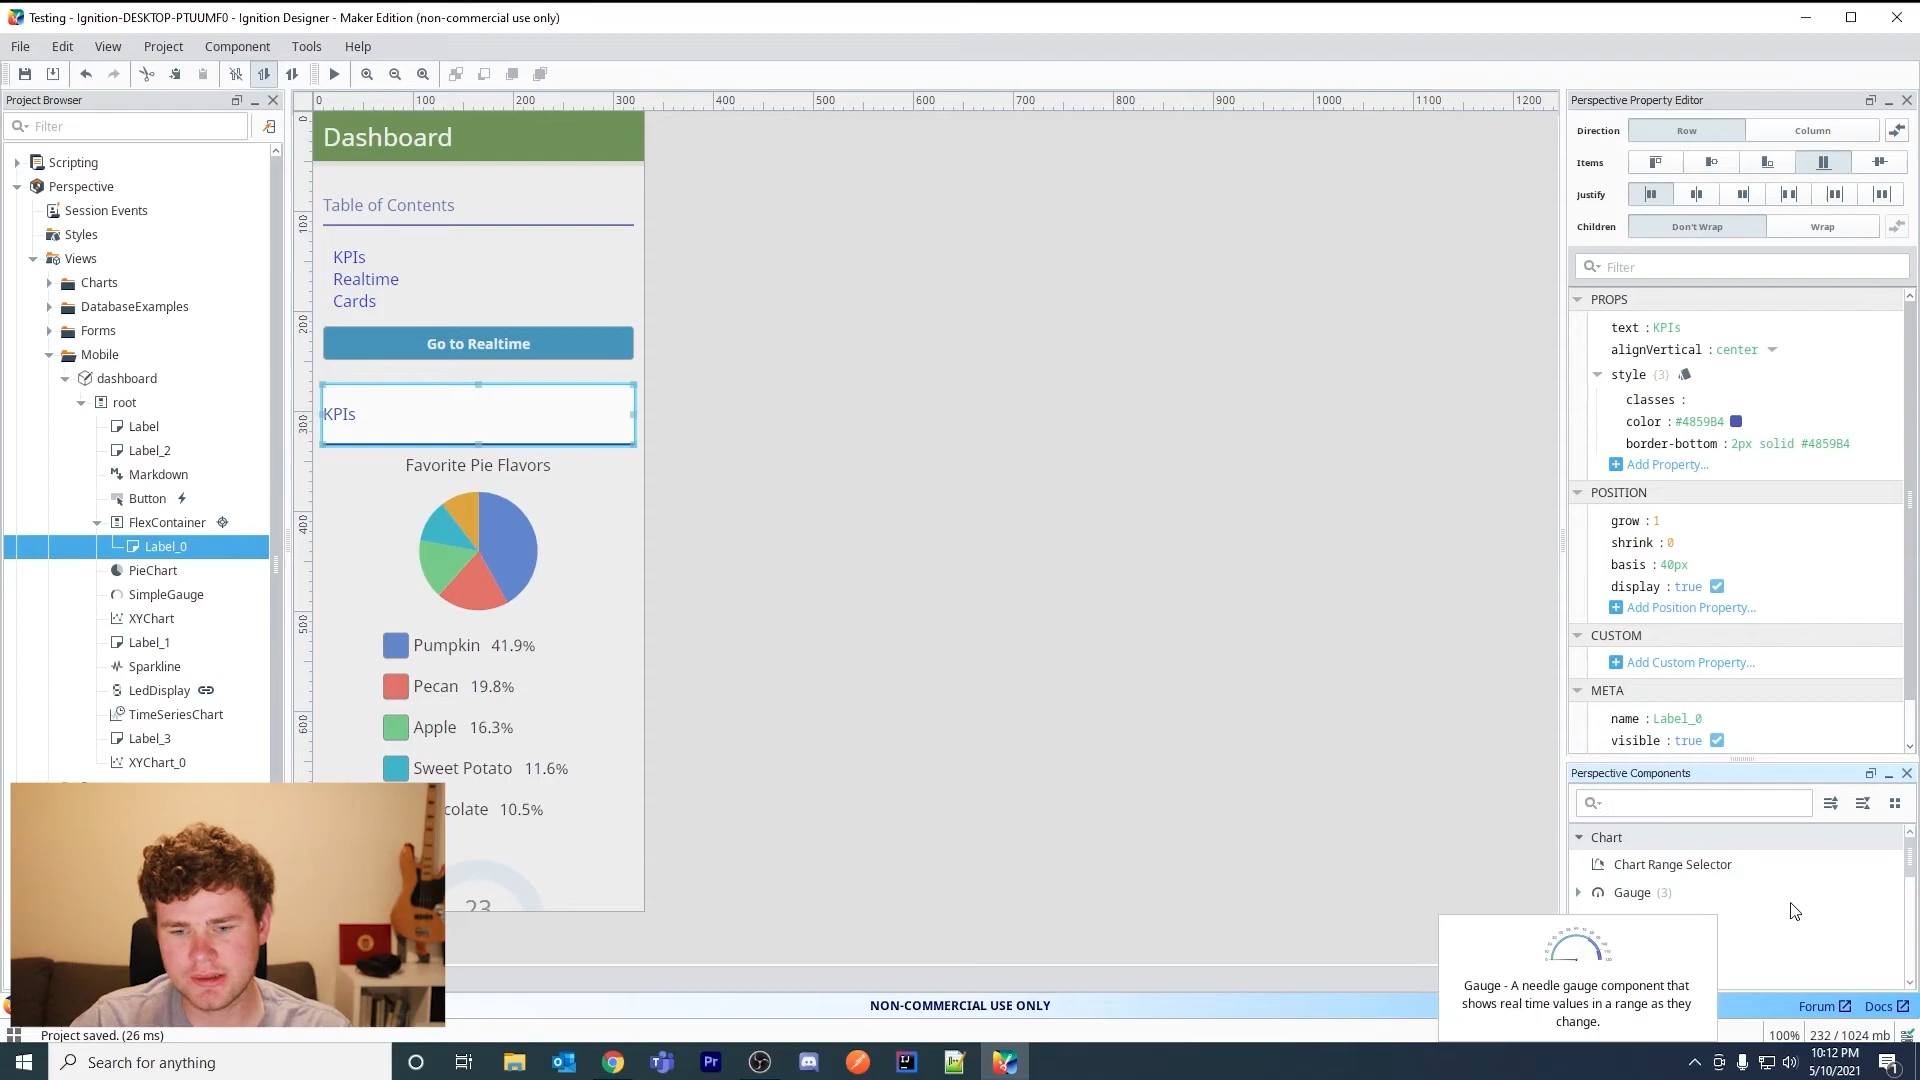 Testing - Ignition-DESKTOP-PTUUMF0 - Ignition Designer - Maker Edition (non-commercial use only)
File Edit View Project Component Tools Help
Project Browser
Filter
Scripting
Perspective
Session Events
Styles
Views
Charts
DatabaseExamples
Forms
Mobile
dashboard
root
Label
Label_2
Markdown
Button
FlexContainer
Label_0
PieChart
SimpleGauge
XYChart
Label_1
Sparkline
LedDisplay
TimeSeriesChart
Label_3
XYChart_0
0 100 200 300 400 500 600 700 800 900 1000 1100 1200
0
100
200
300
400
500
600
Dashboard
Table of Contents
KPIs
Realtime
Cards
Go to Realtime
KPIs
Favorite Pie Flavors
Pumpkin 41.9%
Pecan 19.8%
Apple 16.3%
Sweet Potato 11.6%
colate 10.5%
23
Perspective Property Editor
Direction Row Column
Items
Justify
Children Don't Wrap Wrap
Filter
PROPS
text : KPIs
alignVertical : center
style {3}
classes :
color : #4859B4
border-bottom : 2px solid #4859B4
Add Property...
POSITION
grow : 1
shrink : 0
basis : 40px
display : true
Add Position Property...
CUSTOM
Add Custom Property...
META
name : Label_0
visible : true
Perspective Components
Chart
Chart Range Selector
Gauge (3)
Gauge - A needle gauge component that
shows real time values in a range as they
change.
NON-COMMERCIAL USE ONLY
Forum Docs
Project saved. (26 ms)
100% 232 / 1024 mb
Search for anything
10:12 PM
5/10/2021